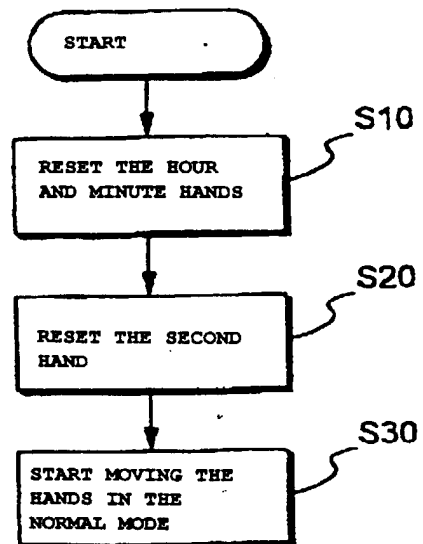 START
S10
RESET THE HOUR
AND MINUTE HANDS
S20
RESET THE SECOND
HAND
S30
START MOVING THE
HANDS IN THE
NORMAL MODE